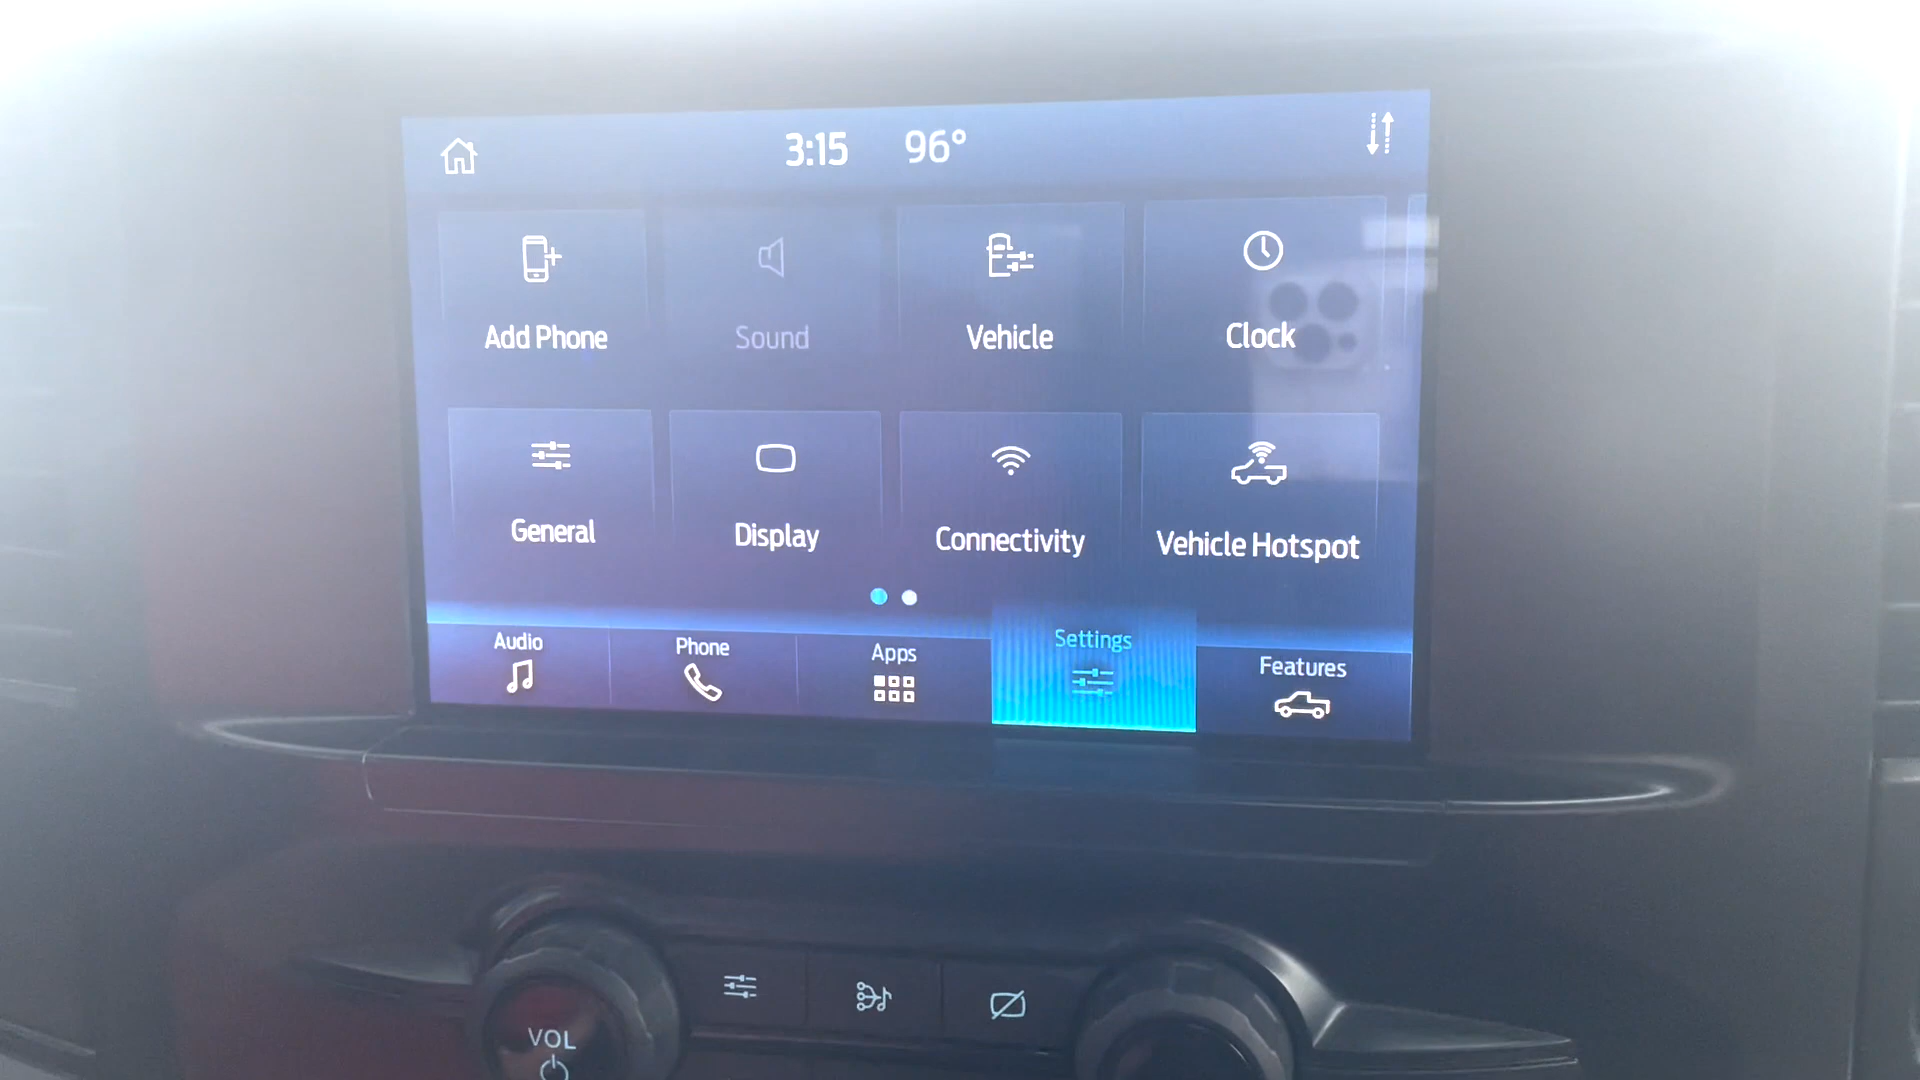 3:15 96°
Add Phone
Sound
Vehicle
Clock
General
Display
Connectivity
Vehicle Hotspot
Audio
Phone
Apps
Settings
Features
VOL